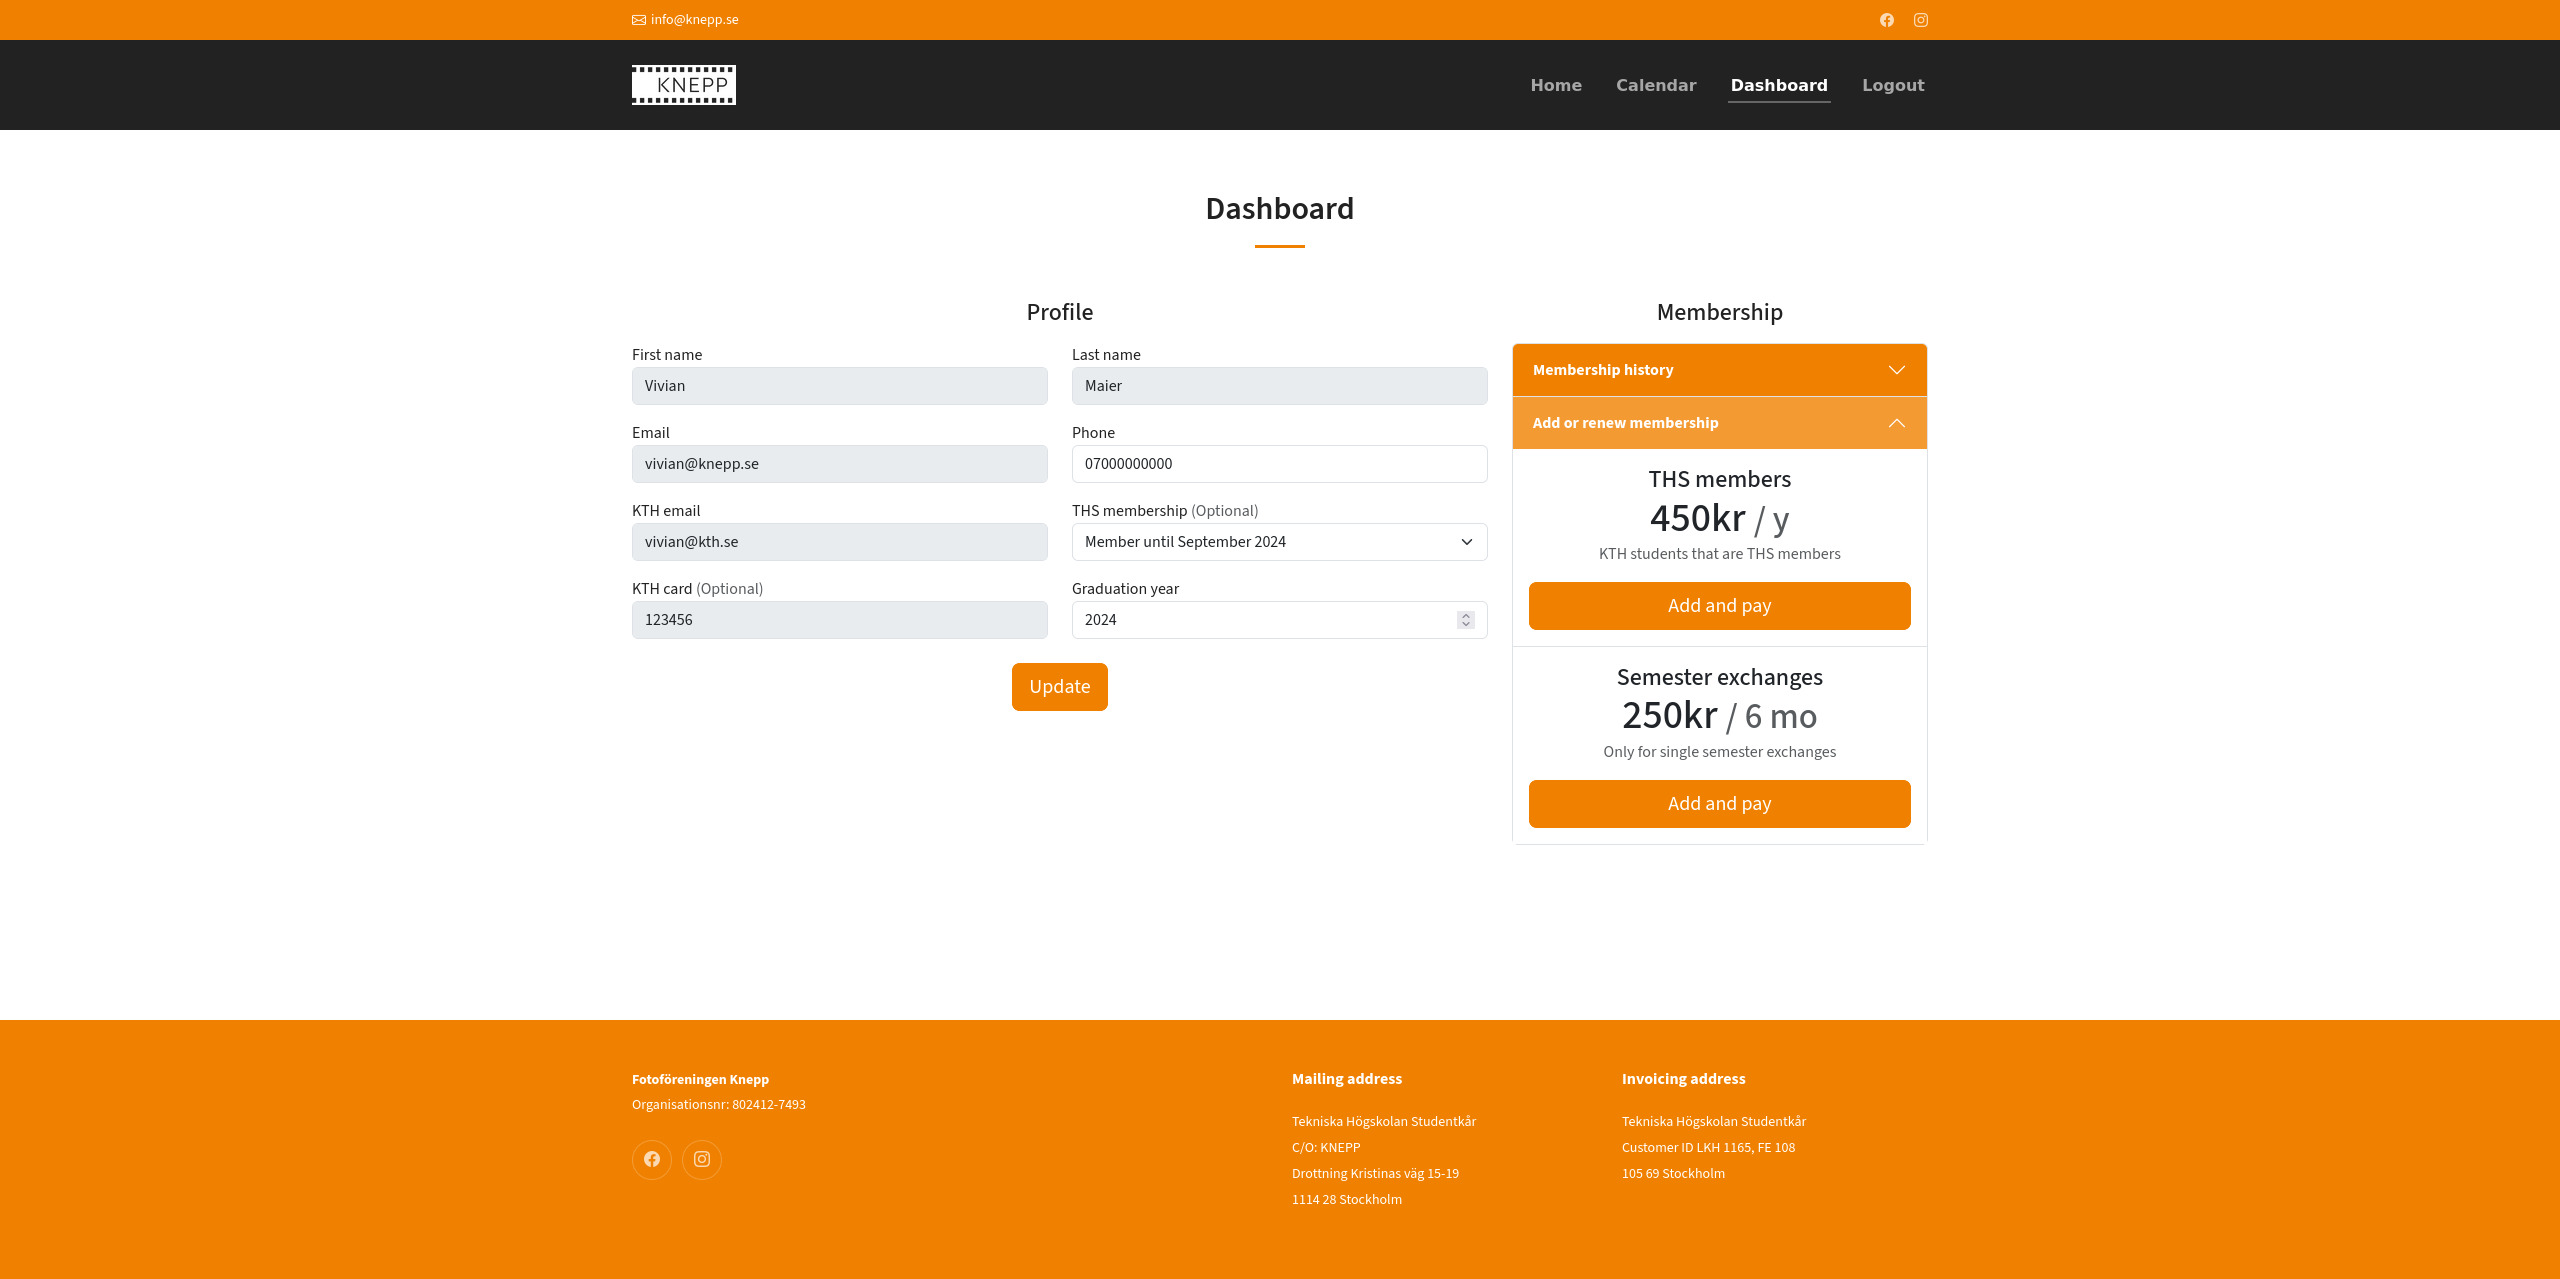 info@knepp.se
KNEPP
Home Calendar Dashboard Logout
Dashboard
Profile
First name
Vivian
Last name
Maier
Email
vivian@knepp.se
Phone
07000000000
KTH email
vivian@kth.se
THS membership (Optional)
Member until September 2024
KTH card (Optional)
123456
Graduation year
2024
Update
Membership
Membership history
Add or renew membership
THS members
450kr / y
KTH students that are THS members
Add and pay
Semester exchanges
250kr / 6 mo
Only for single semester exchanges
Add and pay
Fotoföreningen Knepp
Organisationsnr: 802412-7493
Mailing address
Tekniska Högskolan Studentkår
C/O: KNEPP
Drottning Kristinas väg 15-19
1114 28 Stockholm
Invoicing address
Tekniska Högskolan Studentkår
Customer ID LKH 1165, FE 108
105 69 Stockholm